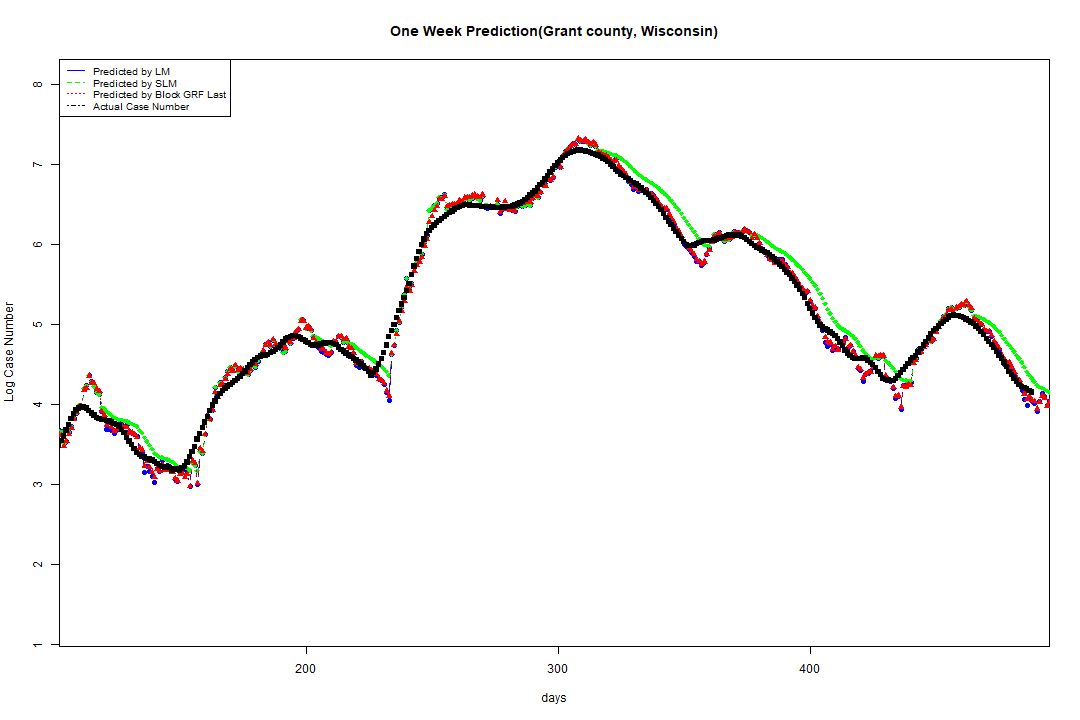 One Week Prediction(Grant county, Wisconsin)
Predicted by LM
Predicted by SLM
Predicted by Block GRF Last
Actual Case Number
8
7
6
5
4
3
2
1
Log Case Number
200
300
400
days